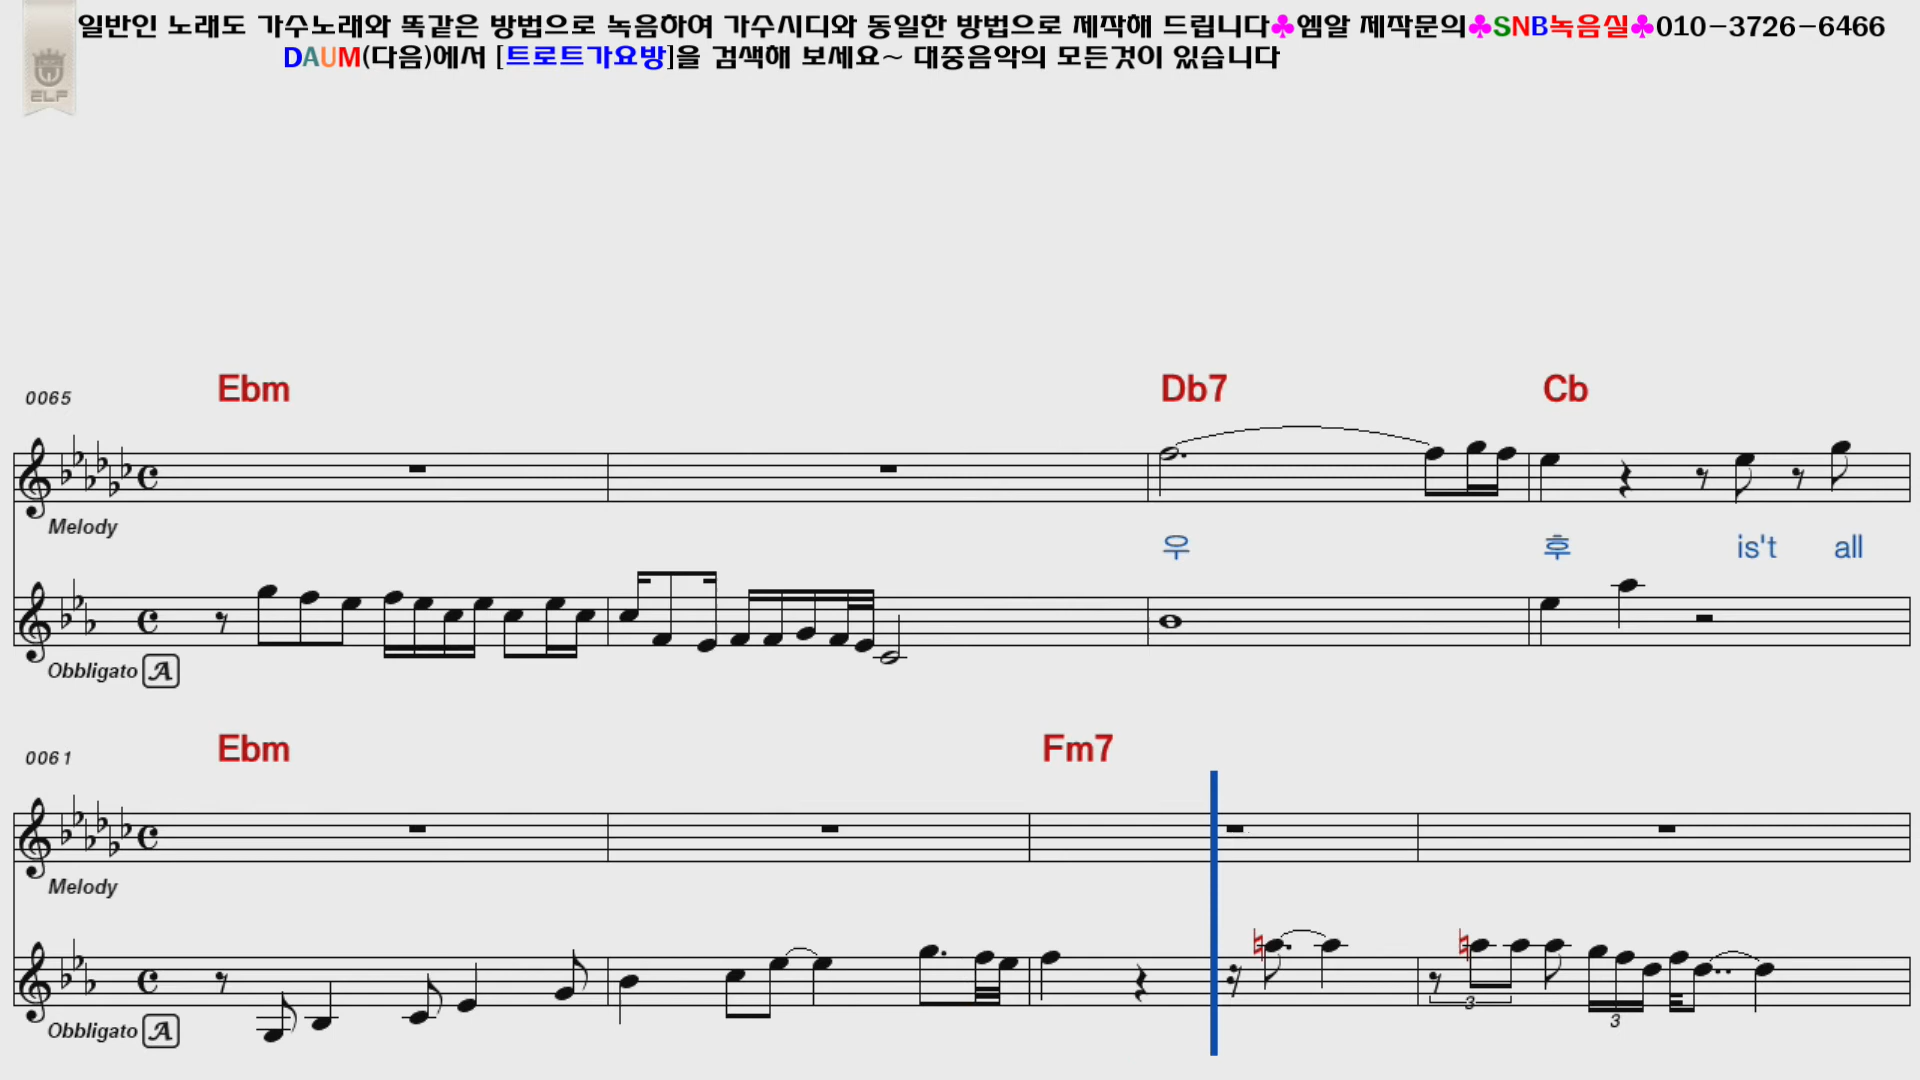 일반인 노래도 가수노래와 똑같은 방법으로 녹음하여 가수시디와 동일한 방법으로 제작해 드립니다♣엠알 제작문의♣SNB녹음실♣010-3726-6466
DAUM(다음)에서 [트로트가요방]을 검색해 보세요~ 대중음악의 모든것이 있습니다
ELF
0065 Ebm Db7 Cb
Melody
우 후 is't all
Obbligato A
0061 Ebm Fm7
Melody
3
3
Obbligato A